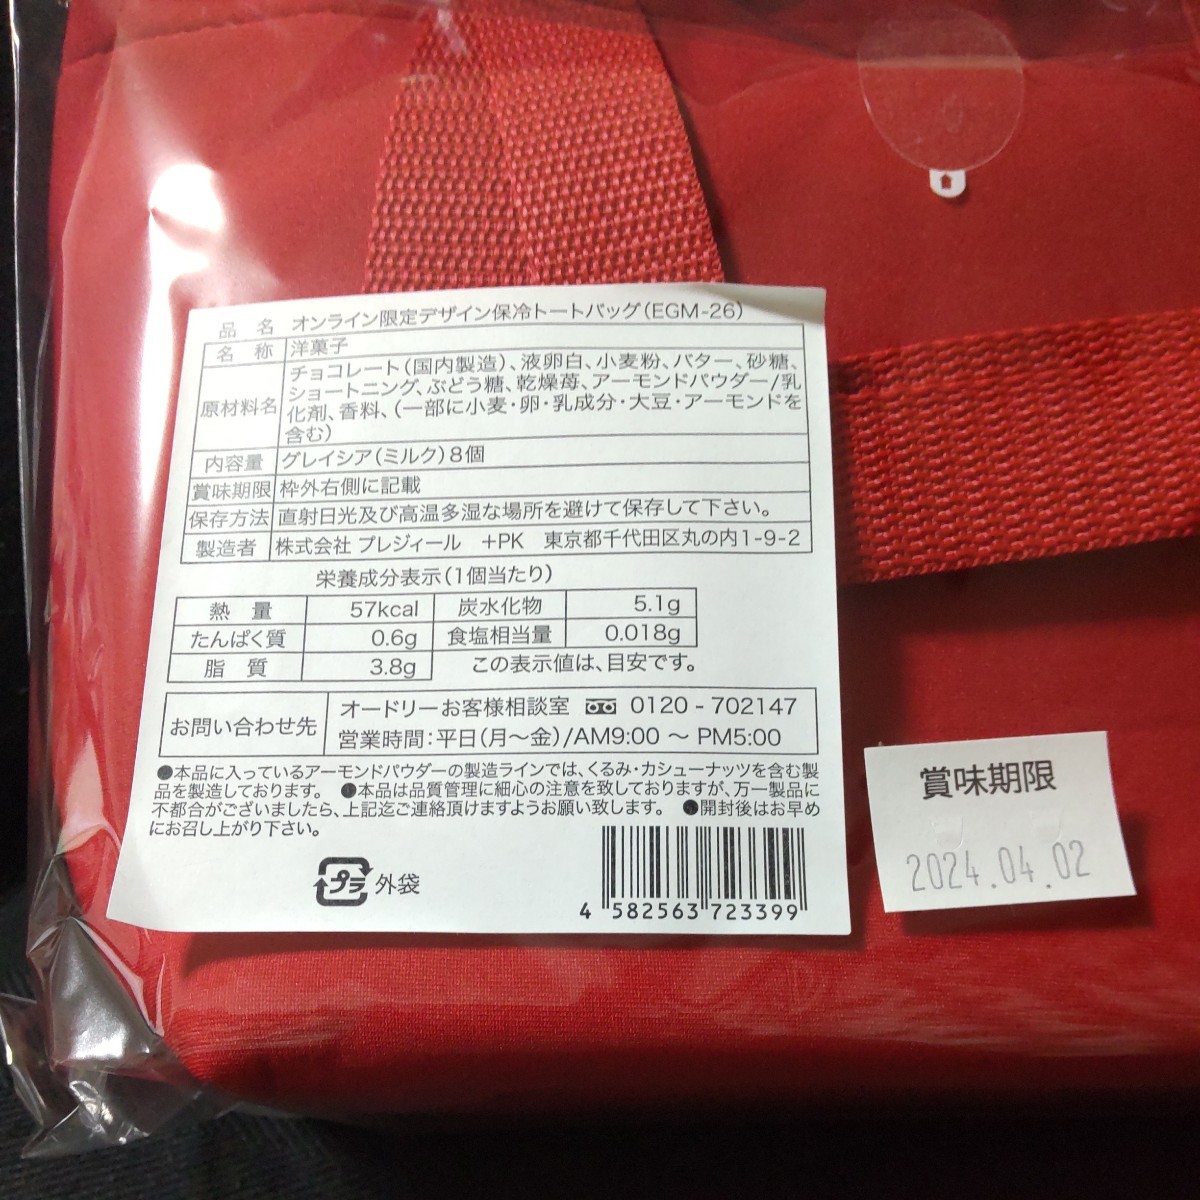 品名 オンライン限定デザイン保冷トートバッグ(EGM-26)
名称 洋菓子
原材料名 チョコレート(国内製造)、液卵白、小麦粉、バター、砂糖、
ショートニング、ぶどう糖、乾燥苺、アーモンドパウダー/乳
化剤、香料、(一部に小麦・卵・乳成分・大豆・アーモンドを
含む)
内容量 グレイシア(ミルク)8個
賞味期限 枠外右側に記載
保存方法 直射日光及び高温多湿な場所を避けて保存して下さい。
製造者 株式会社 プレジィール +PK 東京都千代田区丸の内1-9-2
栄養成分表示(1個当たり)
熱量 57kcal 炭水化物 5.1g
たんぱく質 0.6g 食塩相当量 0.018g
脂質 3.8g この表示値は、目安です。
お問い合わせ先 オードリーお客様相談室 0120-702147
営業時間:平日(月〜金)/AM9:00 〜 PM5:00
●本品に入っているアーモンドパウダーの製造ラインでは、くるみ・カシューナッツを含む製
品を製造しております。 ●本品は品質管理に細心の注意を致しておりますが、万一製品に
不都合がございましたら、上記迄ご連絡頂けますようお願い致します。 ●開封後はお早め
にお召し上がり下さい。
プラ 外袋
4 582563 723399
賞味期限
2024.04.02